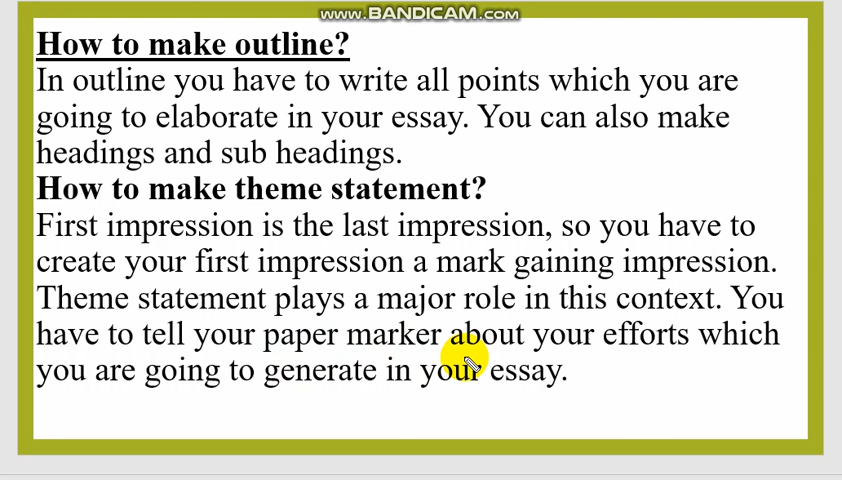 www.BANDICAM.com
How to make outline?
In outline you have to write all points which you are
going to elaborate in your essay. You can also make
headings and sub headings.
How to make theme statement?
First impression is the last impression, so you have to
create your first impression a mark gaining impression.
Theme statement plays a major role in this context. You
have to tell your paper marker about your efforts which
you are going to generate in your essay.